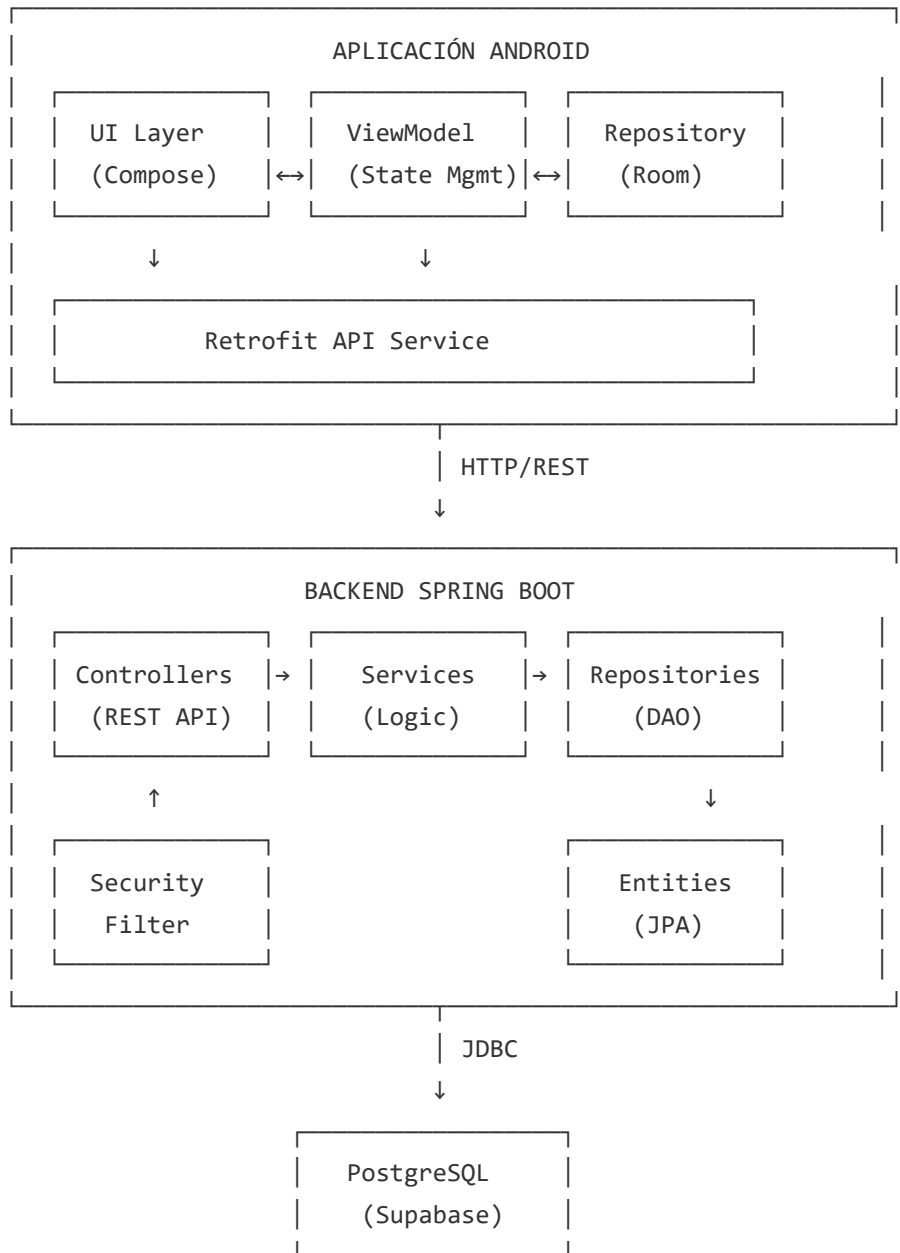 APLICACIÓN ANDROID
UI Layer ViewModel Repository
(Compose) ↔ (State Mgmt) ↔ (Room)
↓ ↓
Retrofit API Service
HTTP/REST
↓
BACKEND SPRING BOOT
Controllers → Services → Repositories
(REST API) (Logic) (DAO)
↑ ↓
Security Entities
Filter (JPA)
JDBC
↓
PostgreSQL
(Supabase)